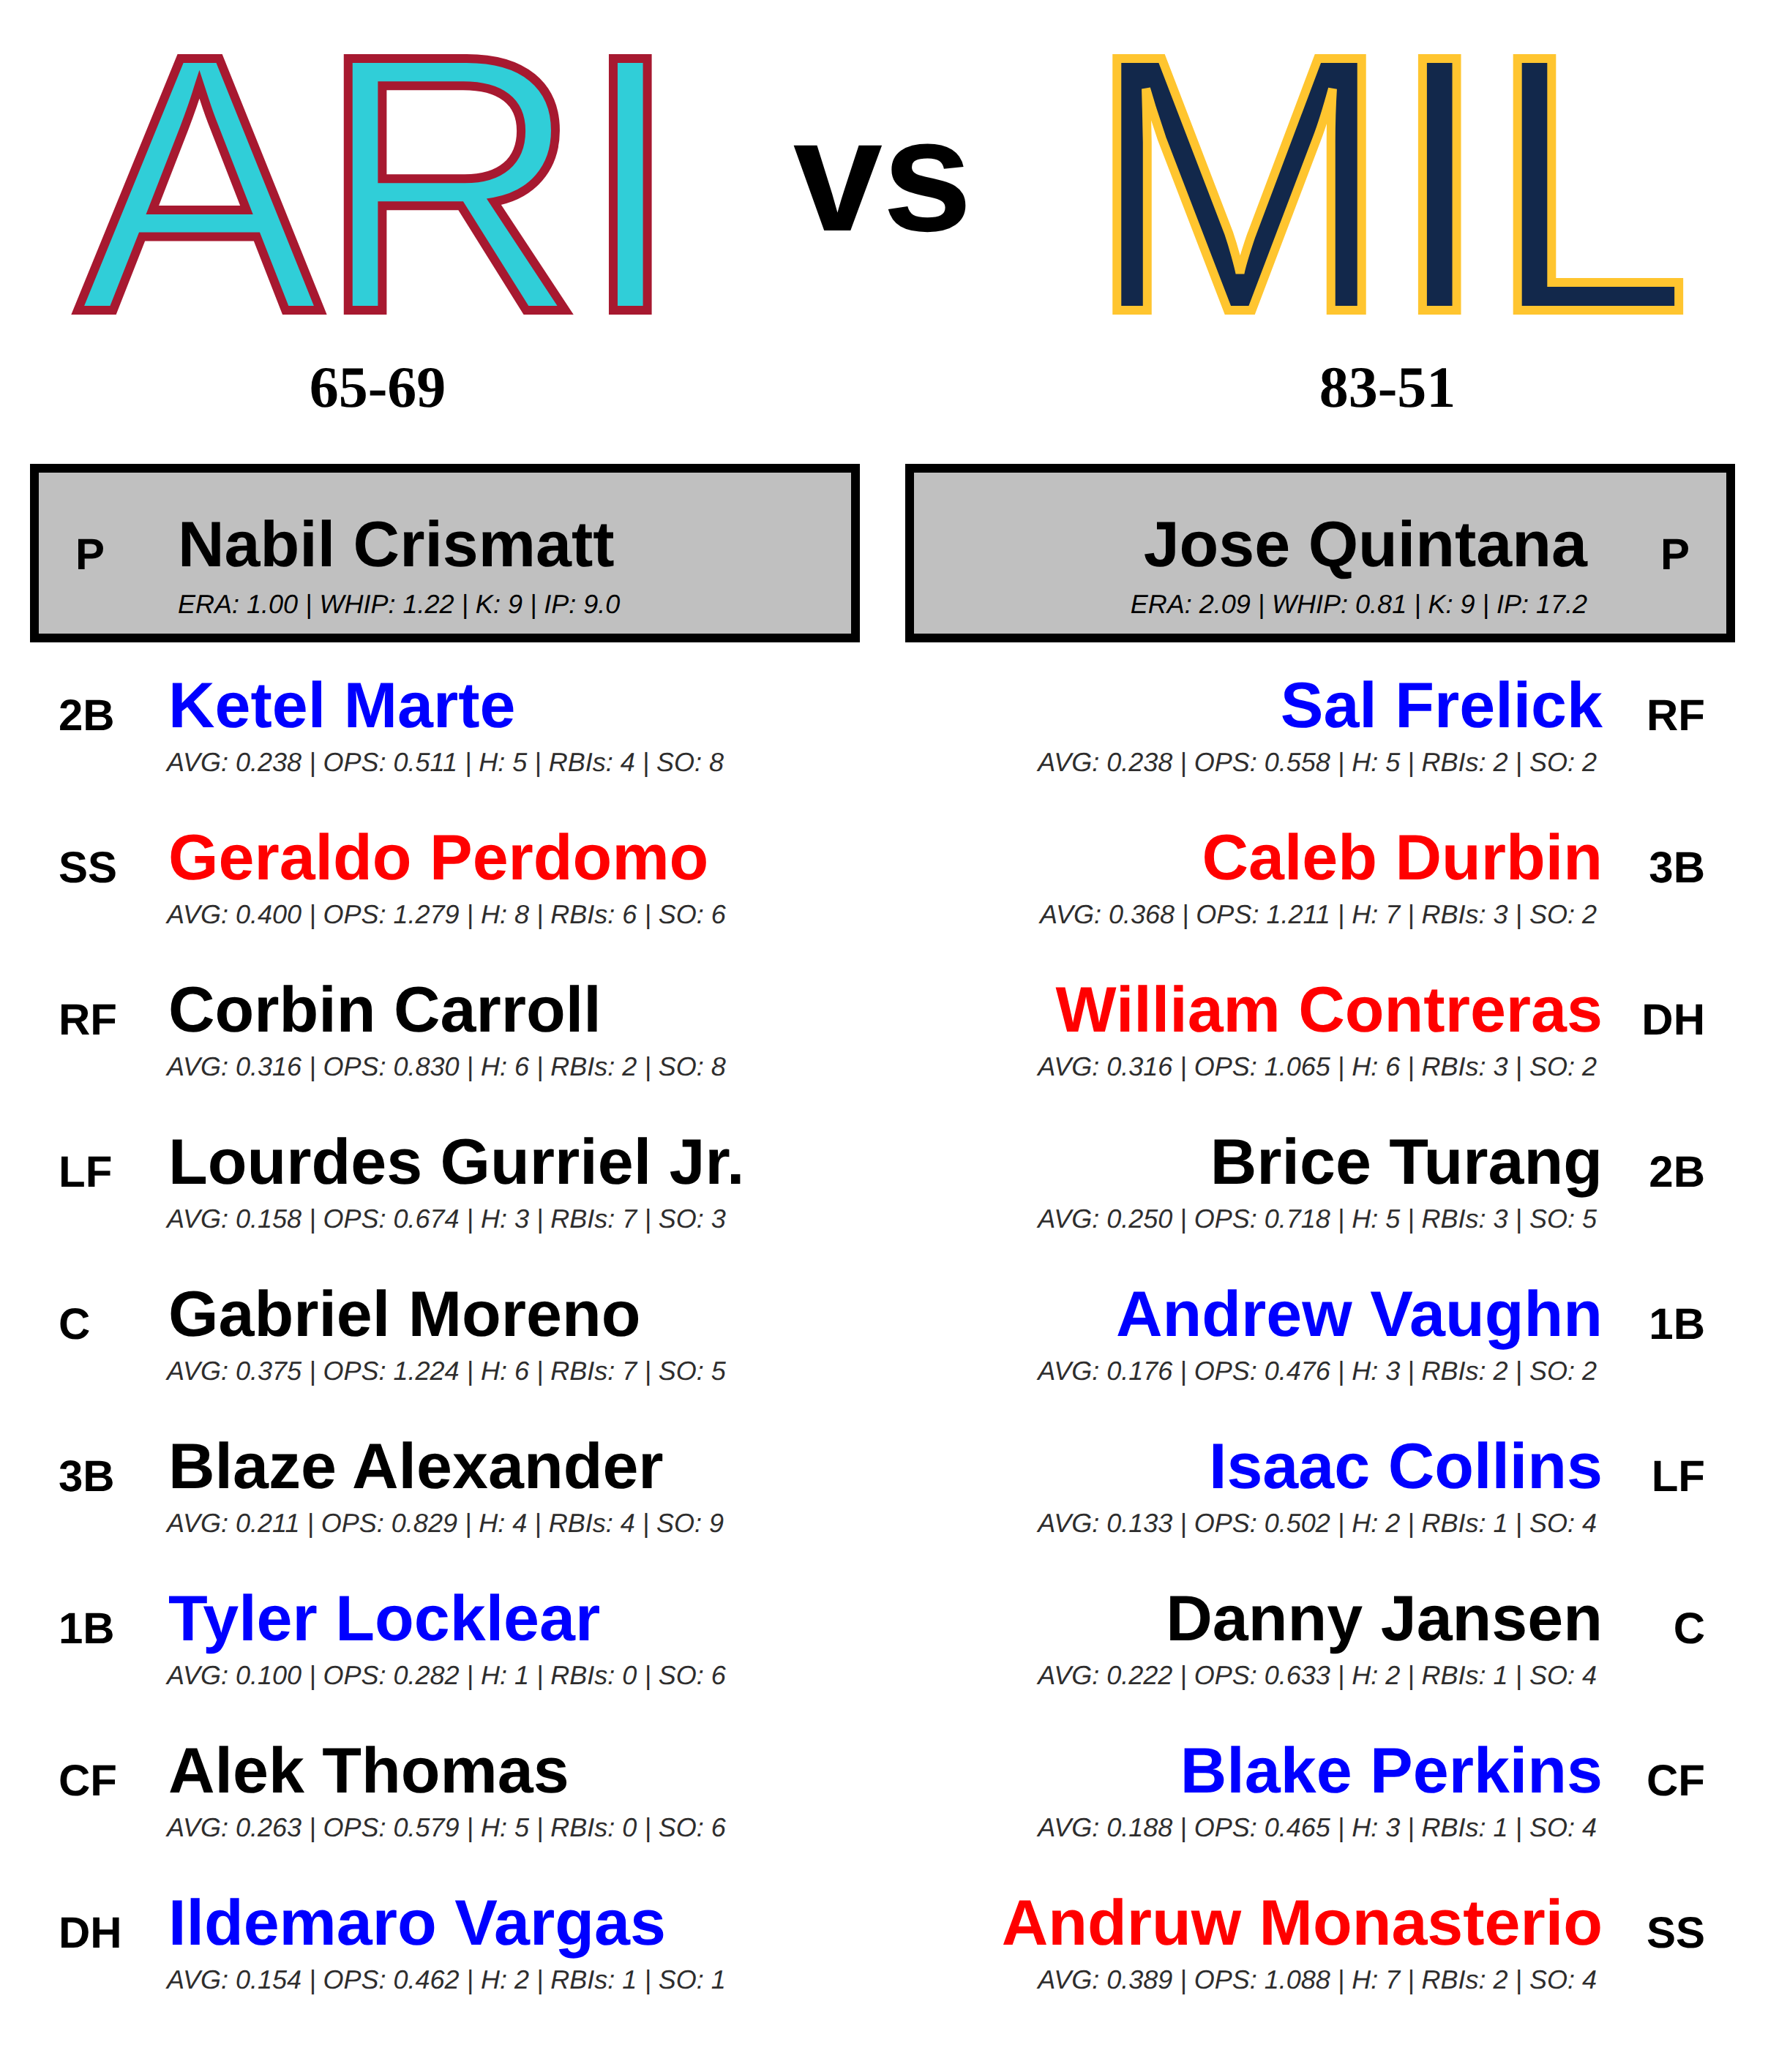 ARI vs MIL
65-69 83-51
P Nabil Crismatt Jose Quintana P
ERA: 1.00 | WHIP: 1.22 | K: 9 | IP: 9.0 ERA: 2.09 | WHIP: 0.81 | K: 9 | IP: 17.2
2B Ketel Marte Sal Frelick RF
AVG: 0.238 | OPS: 0.511 | H: 5 | RBIs: 4 | SO: 8 AVG: 0.238 | OPS: 0.558 | H: 5 | RBIs: 2 | SO: 2
SS Geraldo Perdomo Caleb Durbin 3B
AVG: 0.400 | OPS: 1.279 | H: 8 | RBIs: 6 | SO: 6 AVG: 0.368 | OPS: 1.211 | H: 7 | RBIs: 3 | SO: 2
RF Corbin Carroll William Contreras DH
AVG: 0.316 | OPS: 0.830 | H: 6 | RBIs: 2 | SO: 8 AVG: 0.316 | OPS: 1.065 | H: 6 | RBIs: 3 | SO: 2
LF Lourdes Gurriel Jr. Brice Turang 2B
AVG: 0.158 | OPS: 0.674 | H: 3 | RBIs: 7 | SO: 3 AVG: 0.250 | OPS: 0.718 | H: 5 | RBIs: 3 | SO: 5
C Gabriel Moreno Andrew Vaughn 1B
AVG: 0.375 | OPS: 1.224 | H: 6 | RBIs: 7 | SO: 5 AVG: 0.176 | OPS: 0.476 | H: 3 | RBIs: 2 | SO: 2
3B Blaze Alexander Isaac Collins LF
AVG: 0.211 | OPS: 0.829 | H: 4 | RBIs: 4 | SO: 9 AVG: 0.133 | OPS: 0.502 | H: 2 | RBIs: 1 | SO: 4
1B Tyler Locklear Danny Jansen C
AVG: 0.100 | OPS: 0.282 | H: 1 | RBIs: 0 | SO: 6 AVG: 0.222 | OPS: 0.633 | H: 2 | RBIs: 1 | SO: 4
CF Alek Thomas Blake Perkins CF
AVG: 0.263 | OPS: 0.579 | H: 5 | RBIs: 0 | SO: 6 AVG: 0.188 | OPS: 0.465 | H: 3 | RBIs: 1 | SO: 4
DH Ildemaro Vargas Andruw Monasterio SS
AVG: 0.154 | OPS: 0.462 | H: 2 | RBIs: 1 | SO: 1 AVG: 0.389 | OPS: 1.088 | H: 7 | RBIs: 2 | SO: 4